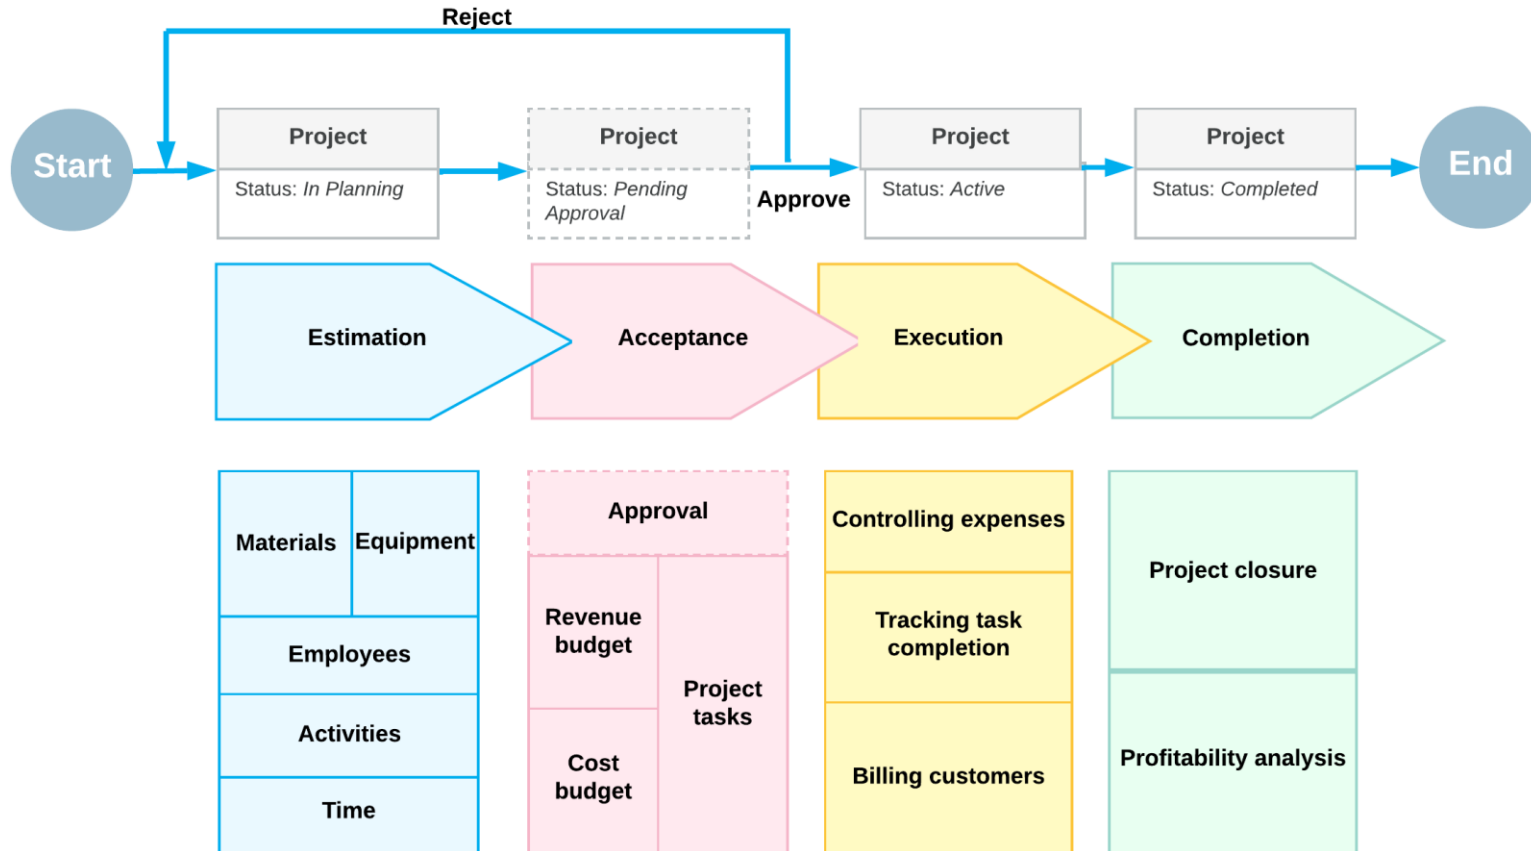 Reject
Start
Project
Status: In Planning
Project
Status: Pending
Approval
Approve
Project
Status: Active
Project
Status: Completed
End
Estimation
Acceptance
Execution
Completion
Materials
Equipment
Employees
Activities
Time
Approval
Revenue
budget
Cost
budget
Project
tasks
Controlling expenses
Tracking task
completion
Billing customers
Project closure
Profitability analysis